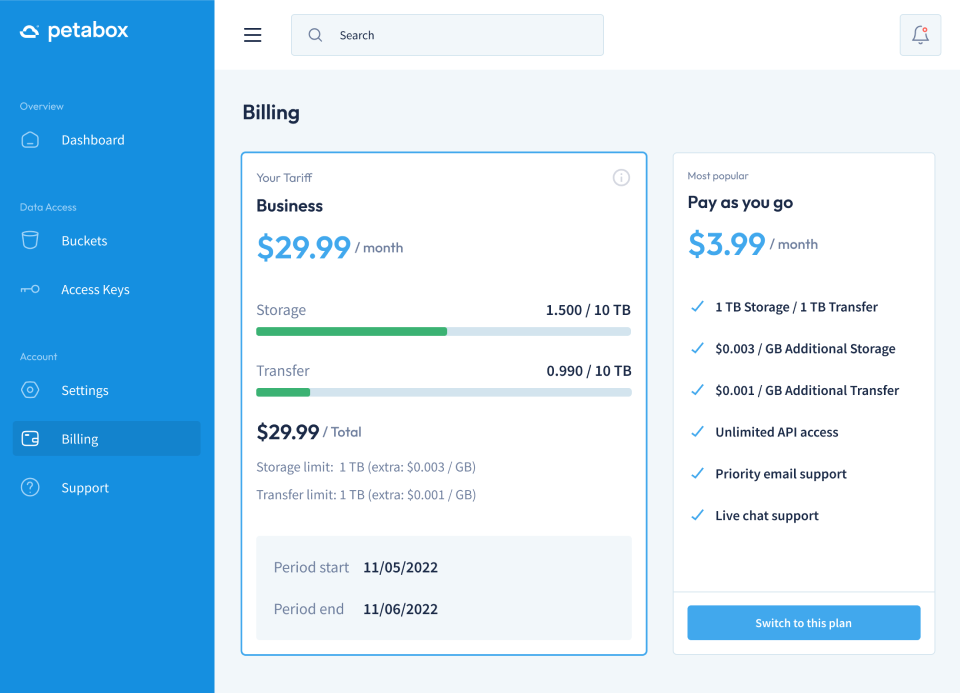 petabox
Search
Overview
Dashboard
Data Access
Buckets
Access Keys
Account
Settings
Billing
Support
Billing
Your Tariff
Business
$29.99 / month
Storage 1.500 / 10 TB
Transfer 0.990 / 10 TB
$29.99 / Total
Storage limit: 1 TB (extra: $0.003 / GB)
Transfer limit: 1 TB (extra: $0.001 / GB)
Period start 11/05/2022
Period end 11/06/2022
Most popular
Pay as you go
$3.99 / month
1 TB Storage / 1 TB Transfer
$0.003 / GB Additional Storage
$0.001 / GB Additional Transfer
Unlimited API access
Priority email support
Live chat support
Switch to this plan